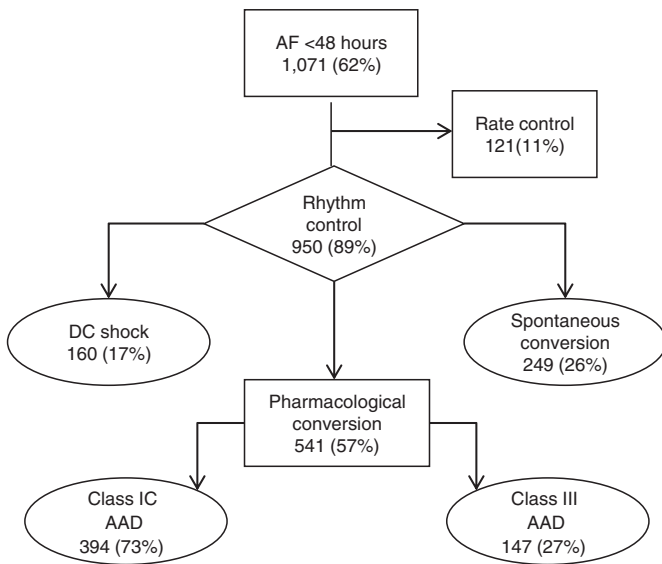 AF <48 hours
1,071 (62%)
Rate control
121(11%)
Rhythm
control
950 (89%)
DC shock
160 (17%)
Spontaneous
conversion
249 (26%)
Pharmacological
conversion
541 (57%)
Class IC
AAD
394 (73%)
Class III
AAD
147 (27%)